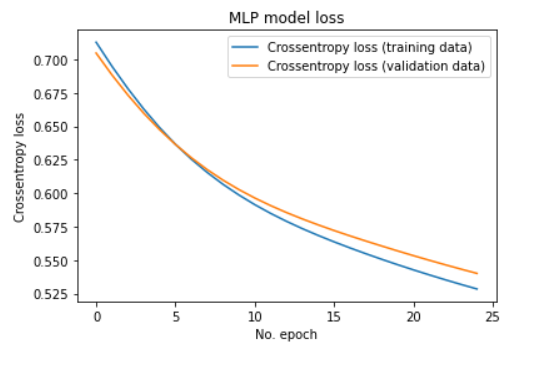 MLP model loss
Crossentropy loss (training data)
Crossentropy loss (validation data)
Crossentropy loss
0.700
0.675
0.650
0.625
0.600
0.575
0.550
0.525
0 5 10 15 20 25
No. epoch